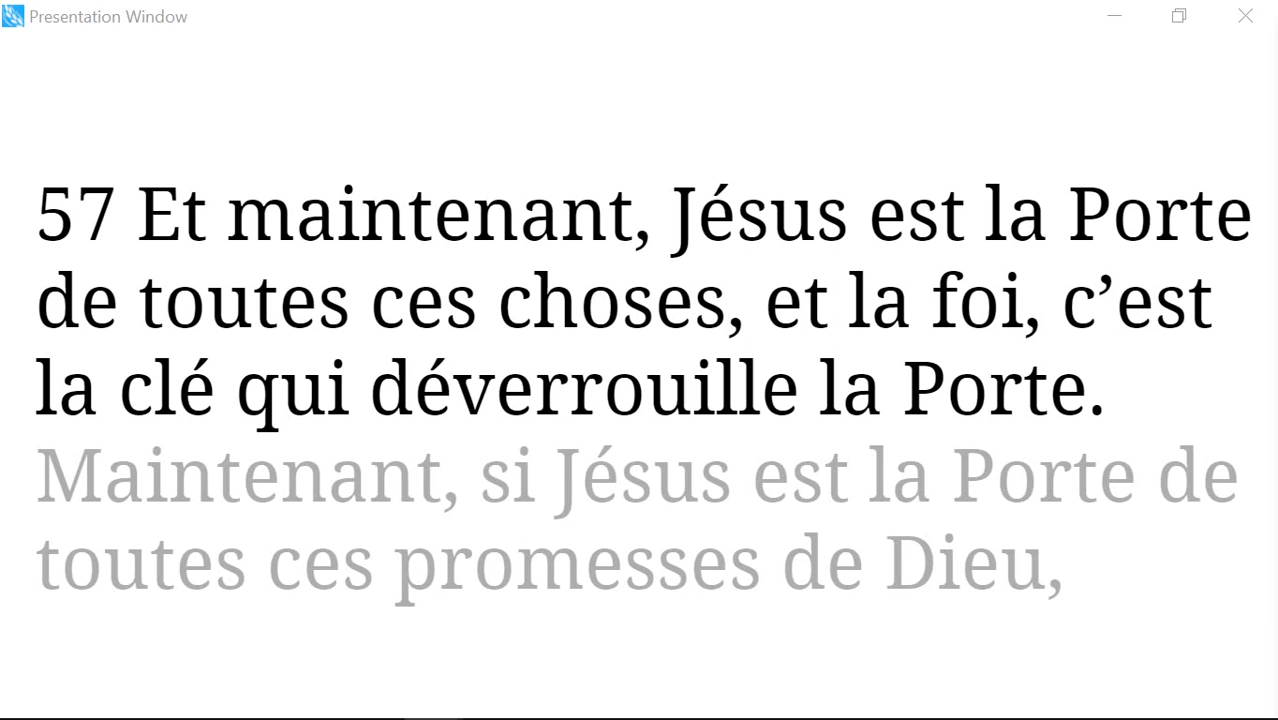 Presentation Window
57 Et maintenant, Jésus est la Porte
de toutes ces choses, et la foi, c’est
la clé qui déverrouille la Porte.
Maintenant, si Jésus est la Porte de
toutes ces promesses de Dieu,